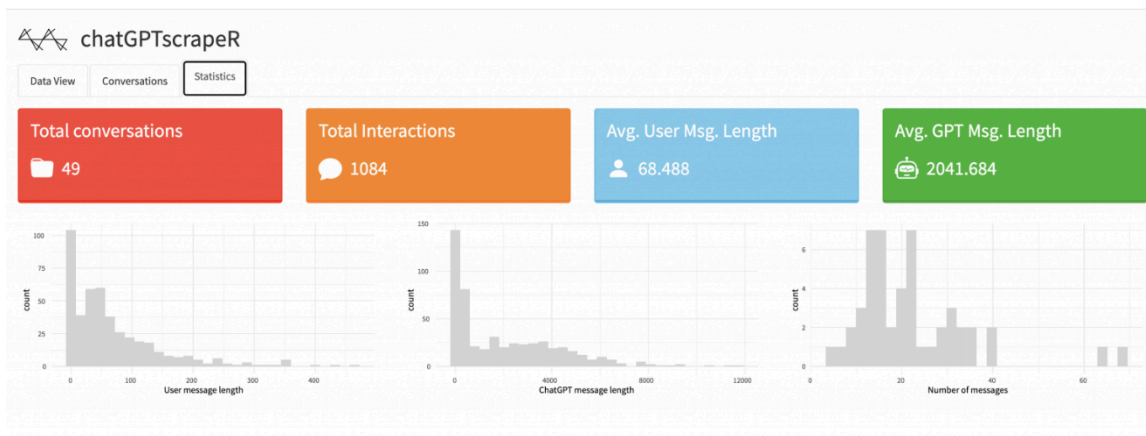 chatGPTscrapeR
Data View Conversations Statistics
Total conversations
49
Total Interactions
1084
Avg. User Msg. Length
68.488
Avg. GPT Msg. Length
2041.684
count
100
75
50
25
0
0 100 200 300 400
User message length
count
150
100
50
0
0 4000 8000 12000
ChatGPT message length
count
6
4
2
0
0 20 40 60
Number of messages